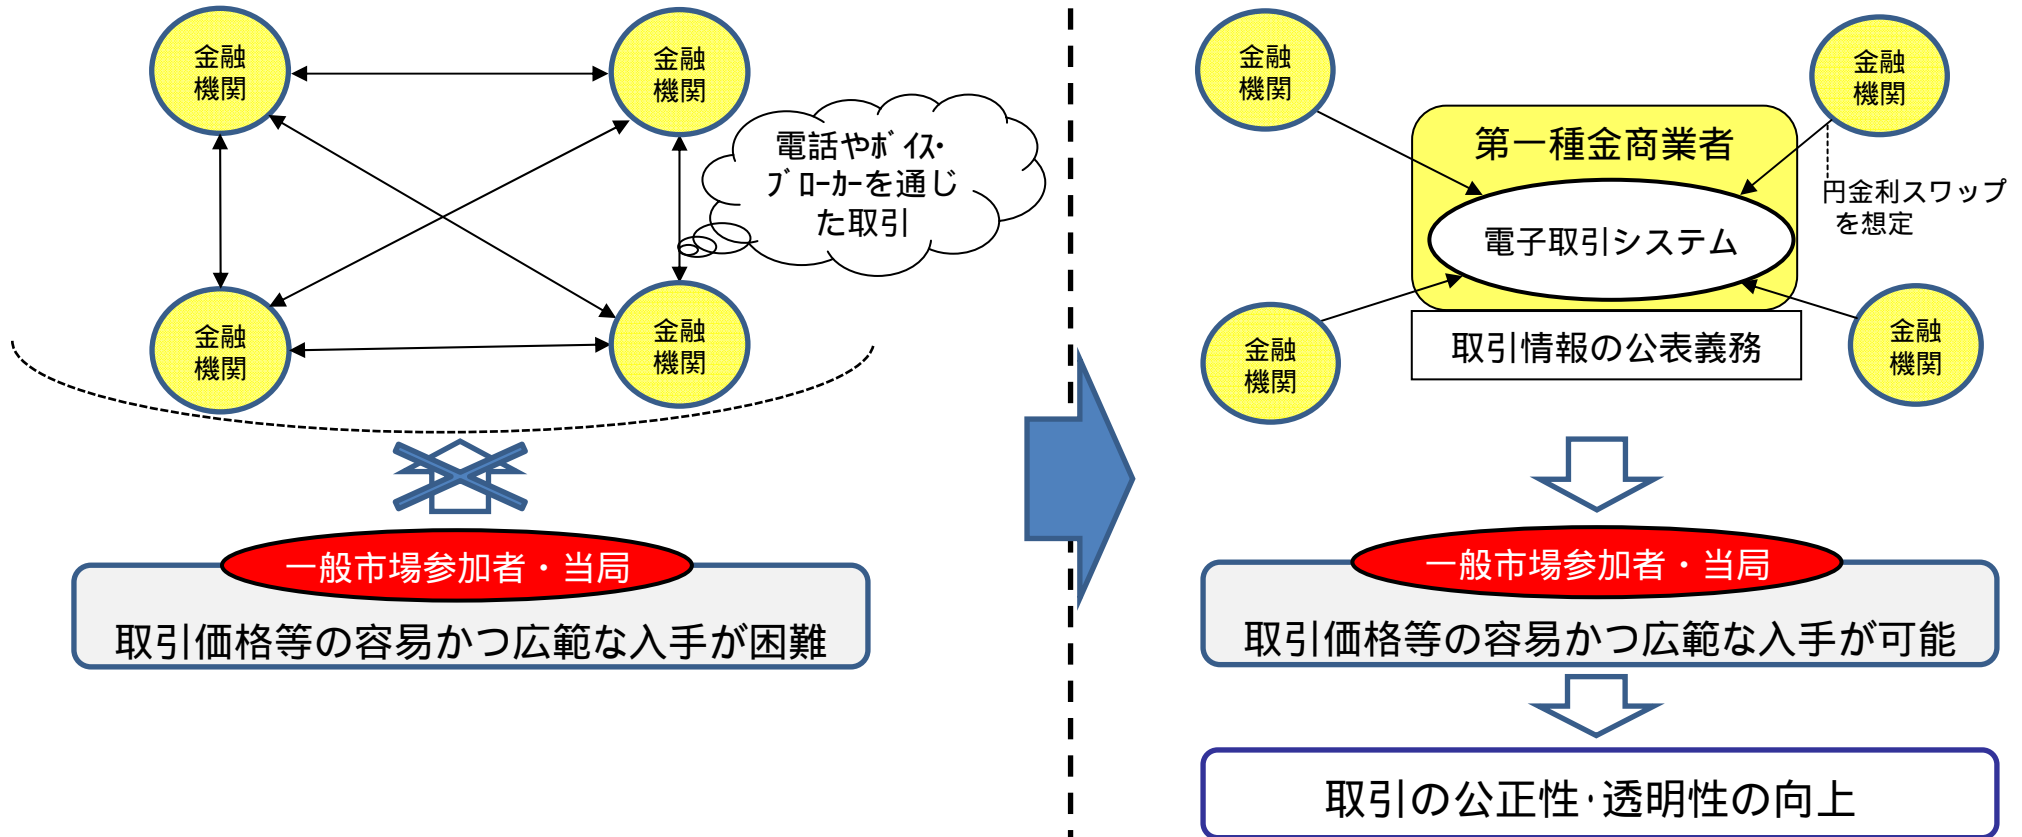 金融
機関
金融
機関
電話やﾎﾞｲｽ・
ﾌﾞﾛｰｶｰを通じ
た取引
金融
機関
金融
機関
一般市場参加者・当局
取引価格等の容易かつ広範な入手が困難
金融
機関
金融
機関
第一種金商業者
円金利スワップ
を想定
電子取引システム
取引情報の公表義務
金融
機関
金融
機関
一般市場参加者・当局
取引価格等の容易かつ広範な入手が可能
取引の公正性･透明性の向上